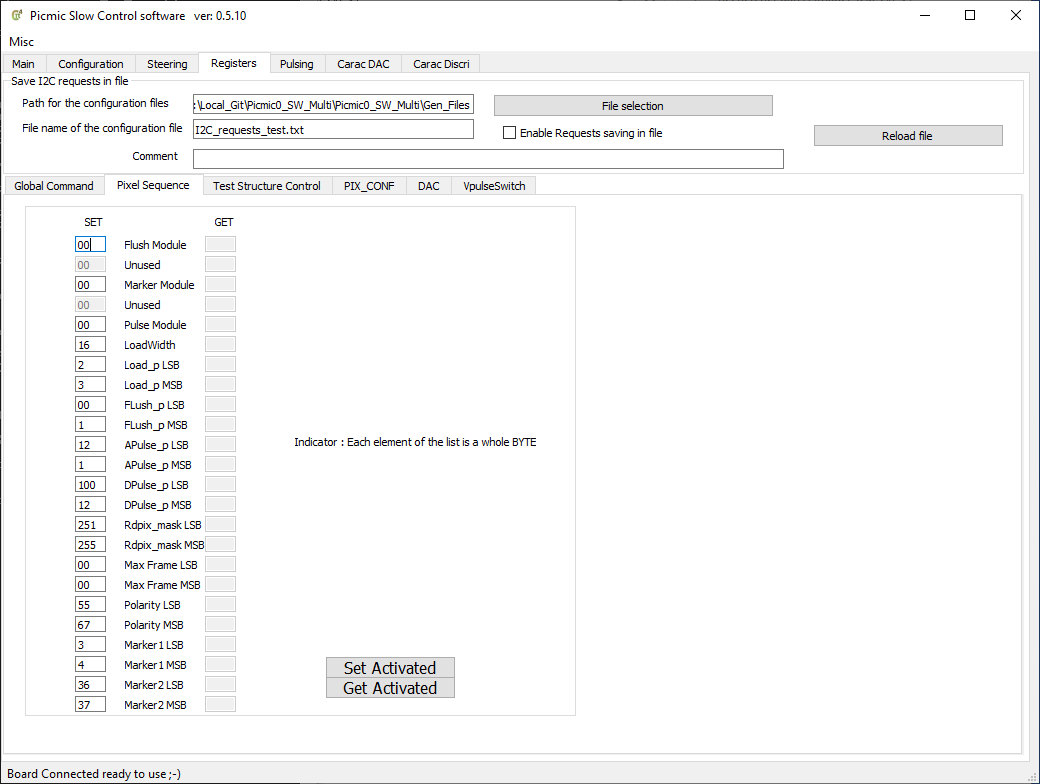 Picmic Slow Control software   ver: 0.5.10
Misc
Main Configuration Steering Registers Pulsing Carac DAC Carac Discri
Save I2C requests in file
Path for the configuration files :\Local_Git\Picmic0_SW_Multi\Picmic0_SW_Multi\Gen_Files File selection
File name of the configuration file I2C_requests_test.txt Enable Requests saving in file Reload file
Comment
Global Command Pixel Sequence Test Structure Control PIX_CONF DAC VpulseSwitch
SET GET
00 Flush Module
00 Unused
00 Marker Module
00 Unused
00 Pulse Module
16 LoadWidth
2 Load_p LSB
3 Load_p MSB
00 FLush_p LSB
1 FLush_p MSB
Indicator : Each element of the list is a whole BYTE
12 APulse_p LSB
1 APulse_p MSB
100 DPulse_p LSB
12 DPulse_p MSB
251 Rdpix_mask LSB
255 Rdpix_mask MSB
00 Max Frame LSB
00 Max Frame MSB
55 Polarity LSB
67 Polarity MSB
3 Marker1 LSB
4 Marker1 MSB Set Activated
36 Marker2 LSB Get Activated
37 Marker2 MSB
Board Connected ready to use ;-)